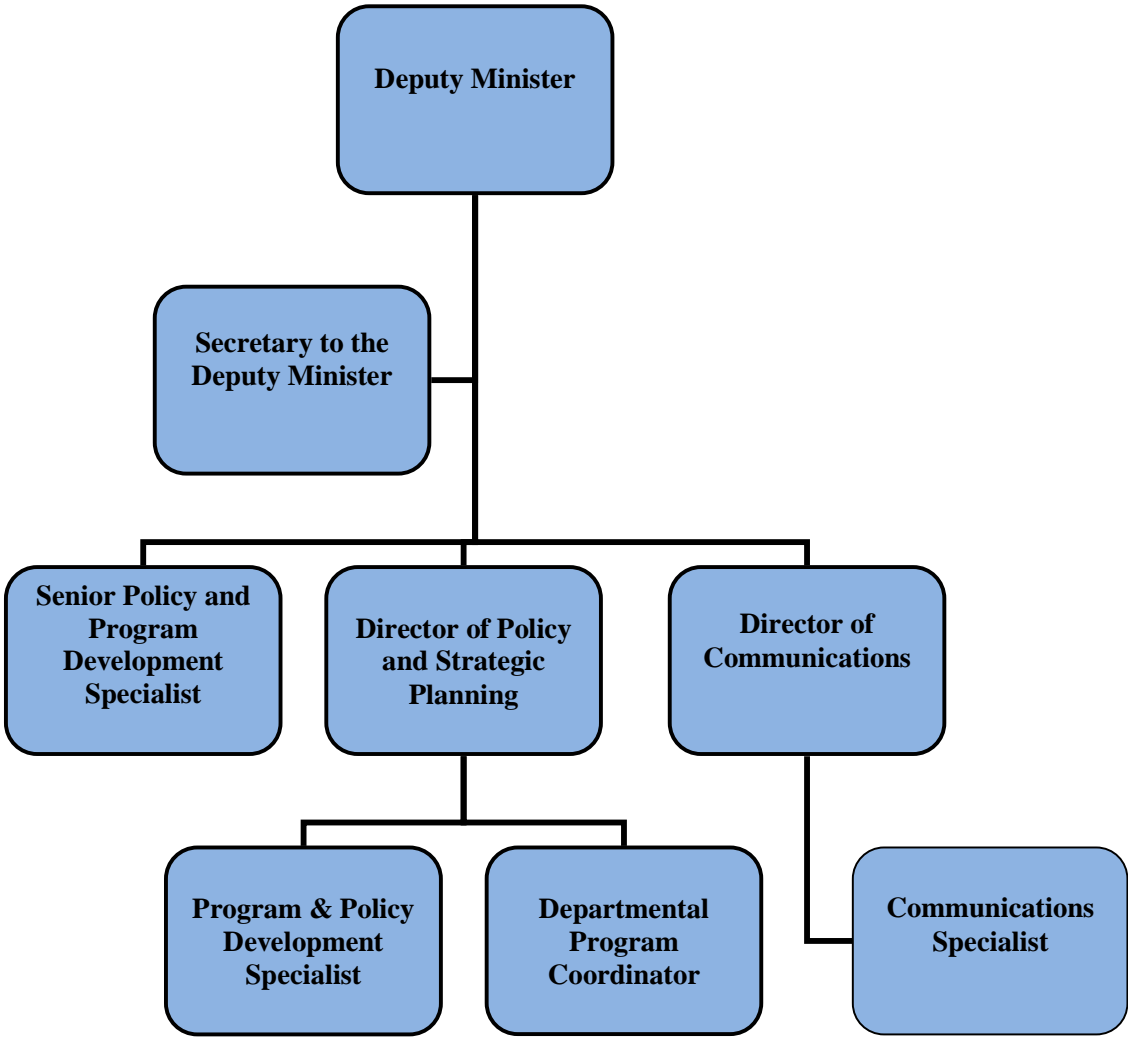 Deputy Minister
Secretary to the
Deputy Minister
Senior Policy and
Program
Development
Specialist
Director of Policy
and Strategic
Planning
Director of
Communications
Program & Policy
Development
Specialist
Departmental
Program
Coordinator
Communications
Specialist